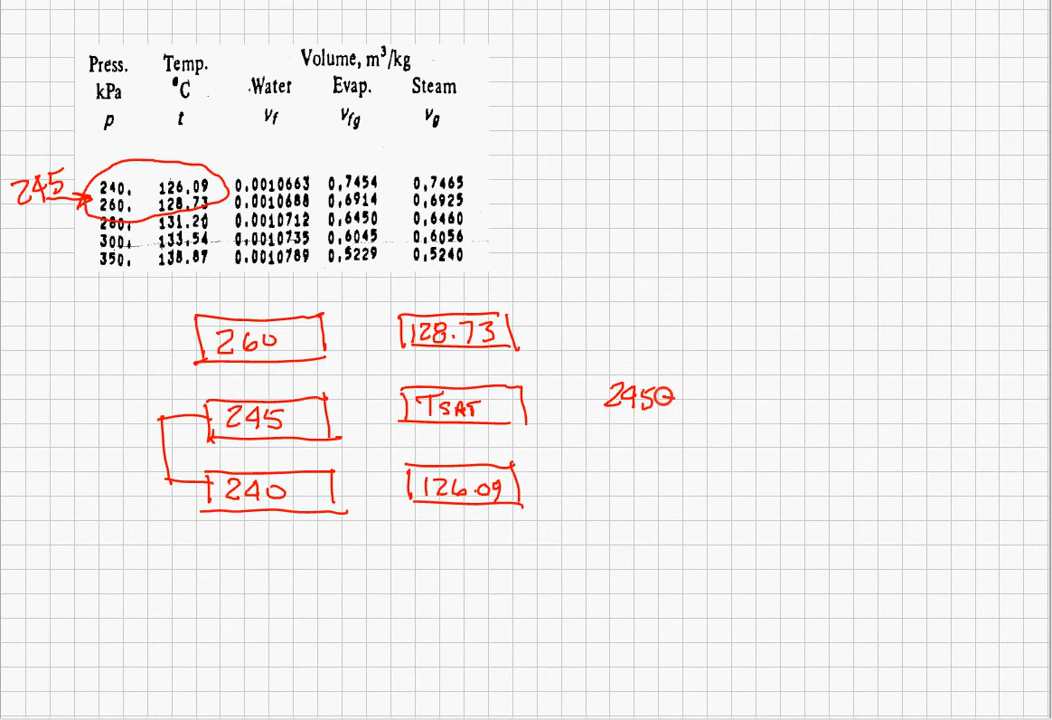 Press. Temp. Volume, m³/kg
kPa °C Water Evap. Steam
p t vf vfg vg
245
240. 126.09 0.0010663 0.7454 0.7465
260. 128.73 0.0010688 0.6914 0.6925
280. 131.20 0.0010712 0.6450 0.6460
300. 133.54 0.0010735 0.6045 0.6056
350. 138.87 0.0010789 0.5229 0.5240
260 128.73
245 TSAT
240 126.09